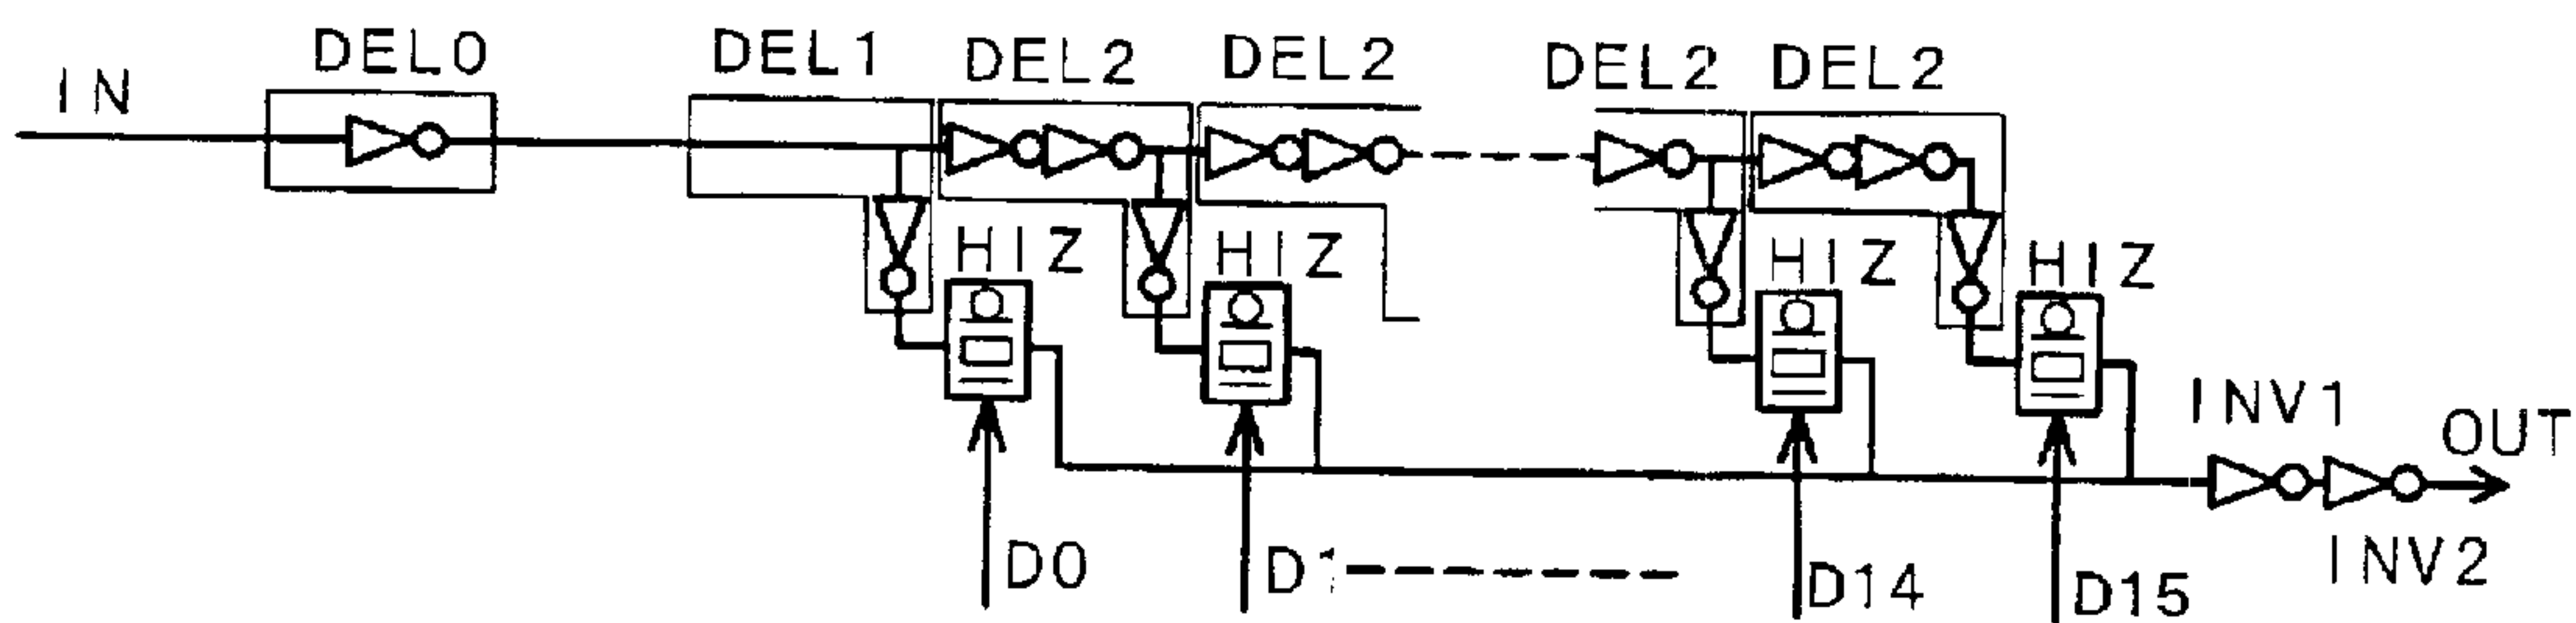 IN
DEL0
DEL1
DEL2
DEL2
DEL2
DEL2
HIZ
HIZ
HIZ
HIZ
INV1
OUT
INV2
D0
D1
D14
D15